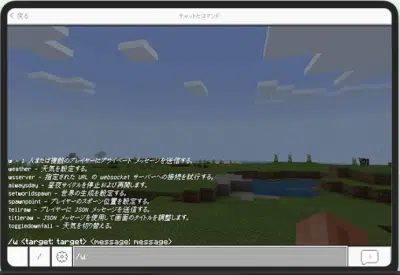 < 戻る
チャットとコマンド
w - 1 人または複数のプレイヤーにプライベート メッセージを送信する。
weather - 天気を設定する。
wsserver - 指定された URL の websocket サーバーへの接続を試行する。
alwaysday - 昼夜サイクルを停止および再開します。
setworldspawn - 世界の生成を設定する。
spawnpoint - プレイヤーのスポーン位置を設定する。
tellraw - プレイヤーに JSON メッセージを送信する。
titleraw - JSON メッセージを使用して画面のタイトルを調整します。
toggledownfall - 天気を切り替える。
/w <target: target> <message: message>
/
/w